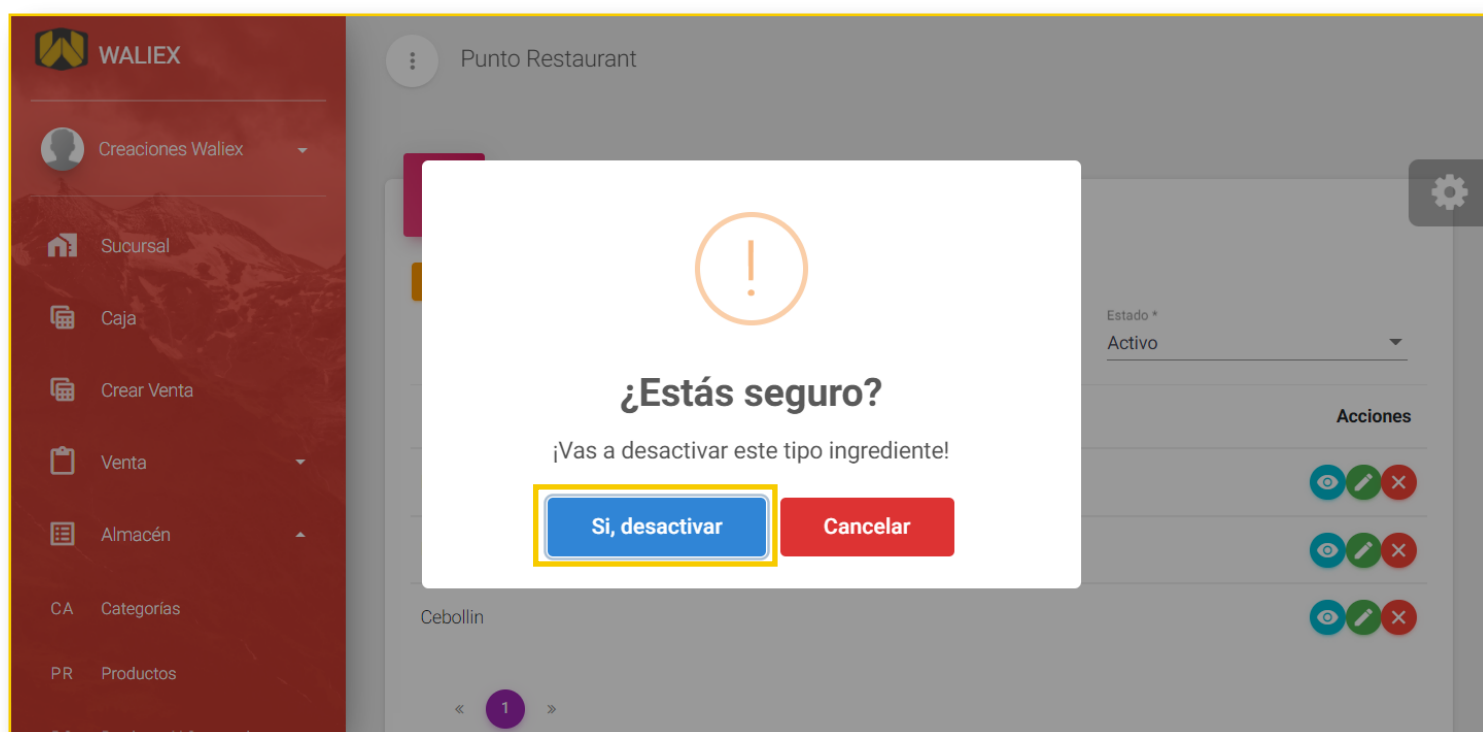 WALIEX
Punto Restaurant
Creaciones Waliex
Sucursal
Caja
Crear Venta
Venta
Almacén
CA Categorías
PR Productos
Estado *
Activo
Acciones
!
¿Estás seguro?
¡Vas a desactivar este tipo ingrediente!
Si, desactivar
Cancelar
Cebollin
« 1 »